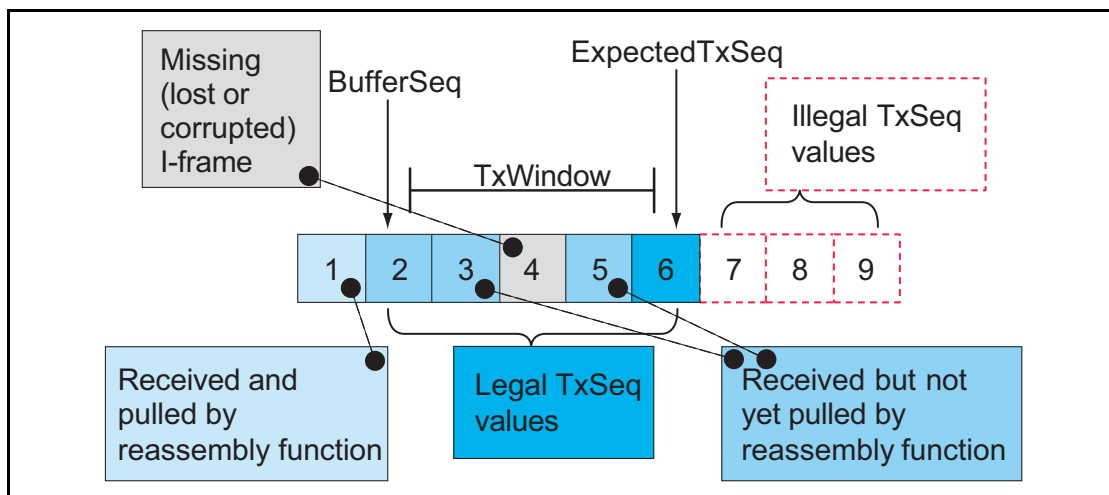 Missing
(lost or
corrupted)
I-frame
BufferSeq
ExpectedTxSeq
TxWindow
Illegal TxSeq
values
1 2 3 4 5 6 7 8 9
Received and
pulled by
reassembly function
Legal TxSeq
values
Received but not
yet pulled by
reassembly function